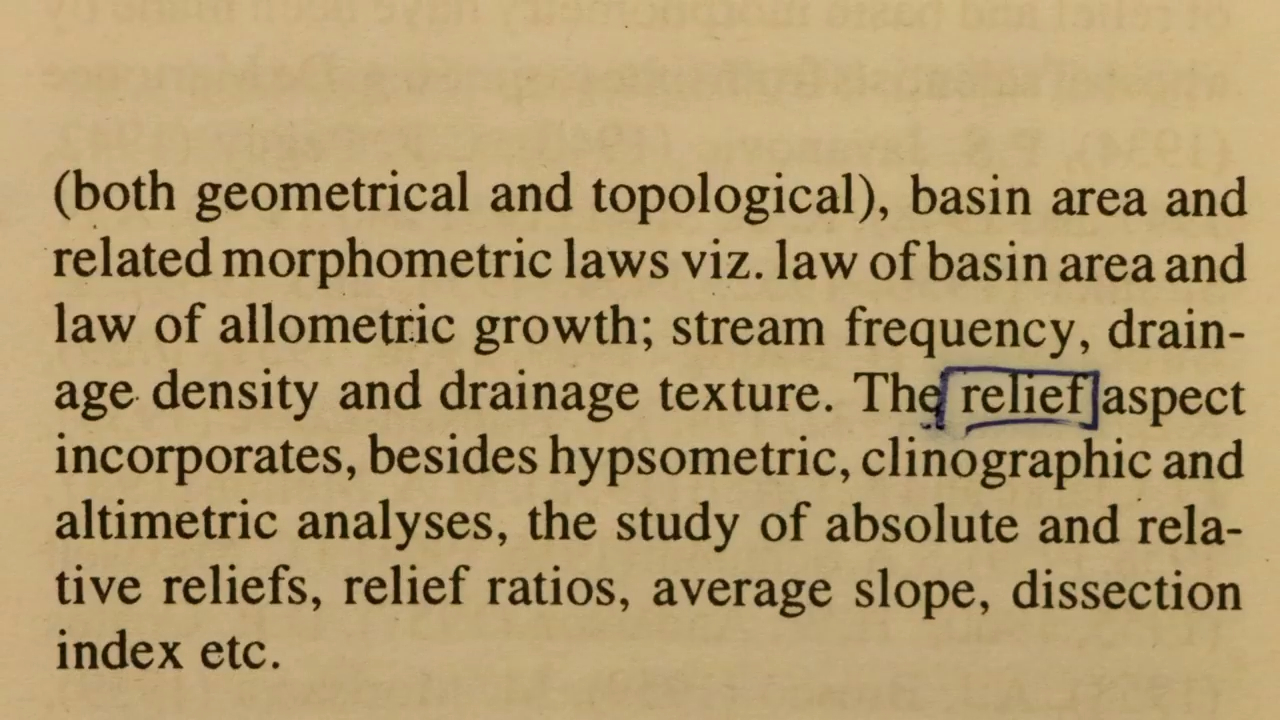 (both geometrical and topological), basin area and
related morphometric laws viz. law of basin area and
law of allometric growth; stream frequency, drain-
age density and drainage texture. The relief aspect
incorporates, besides hypsometric, clinographic and
altimetric analyses, the study of absolute and rela-
tive reliefs, relief ratios, average slope, dissection
index etc.